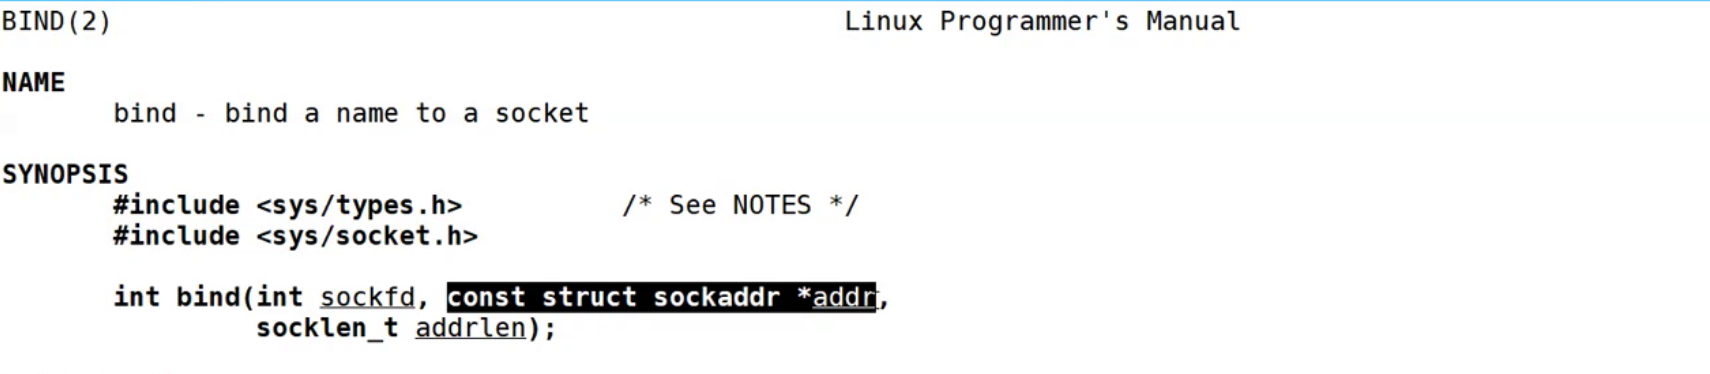 BIND(2) Linux Programmer's Manual
NAME
bind - bind a name to a socket
SYNOPSIS
#include <sys/types.h> /* See NOTES */
#include <sys/socket.h>
int bind(int sockfd, const struct sockaddr *addr,
socklen_t addrlen);